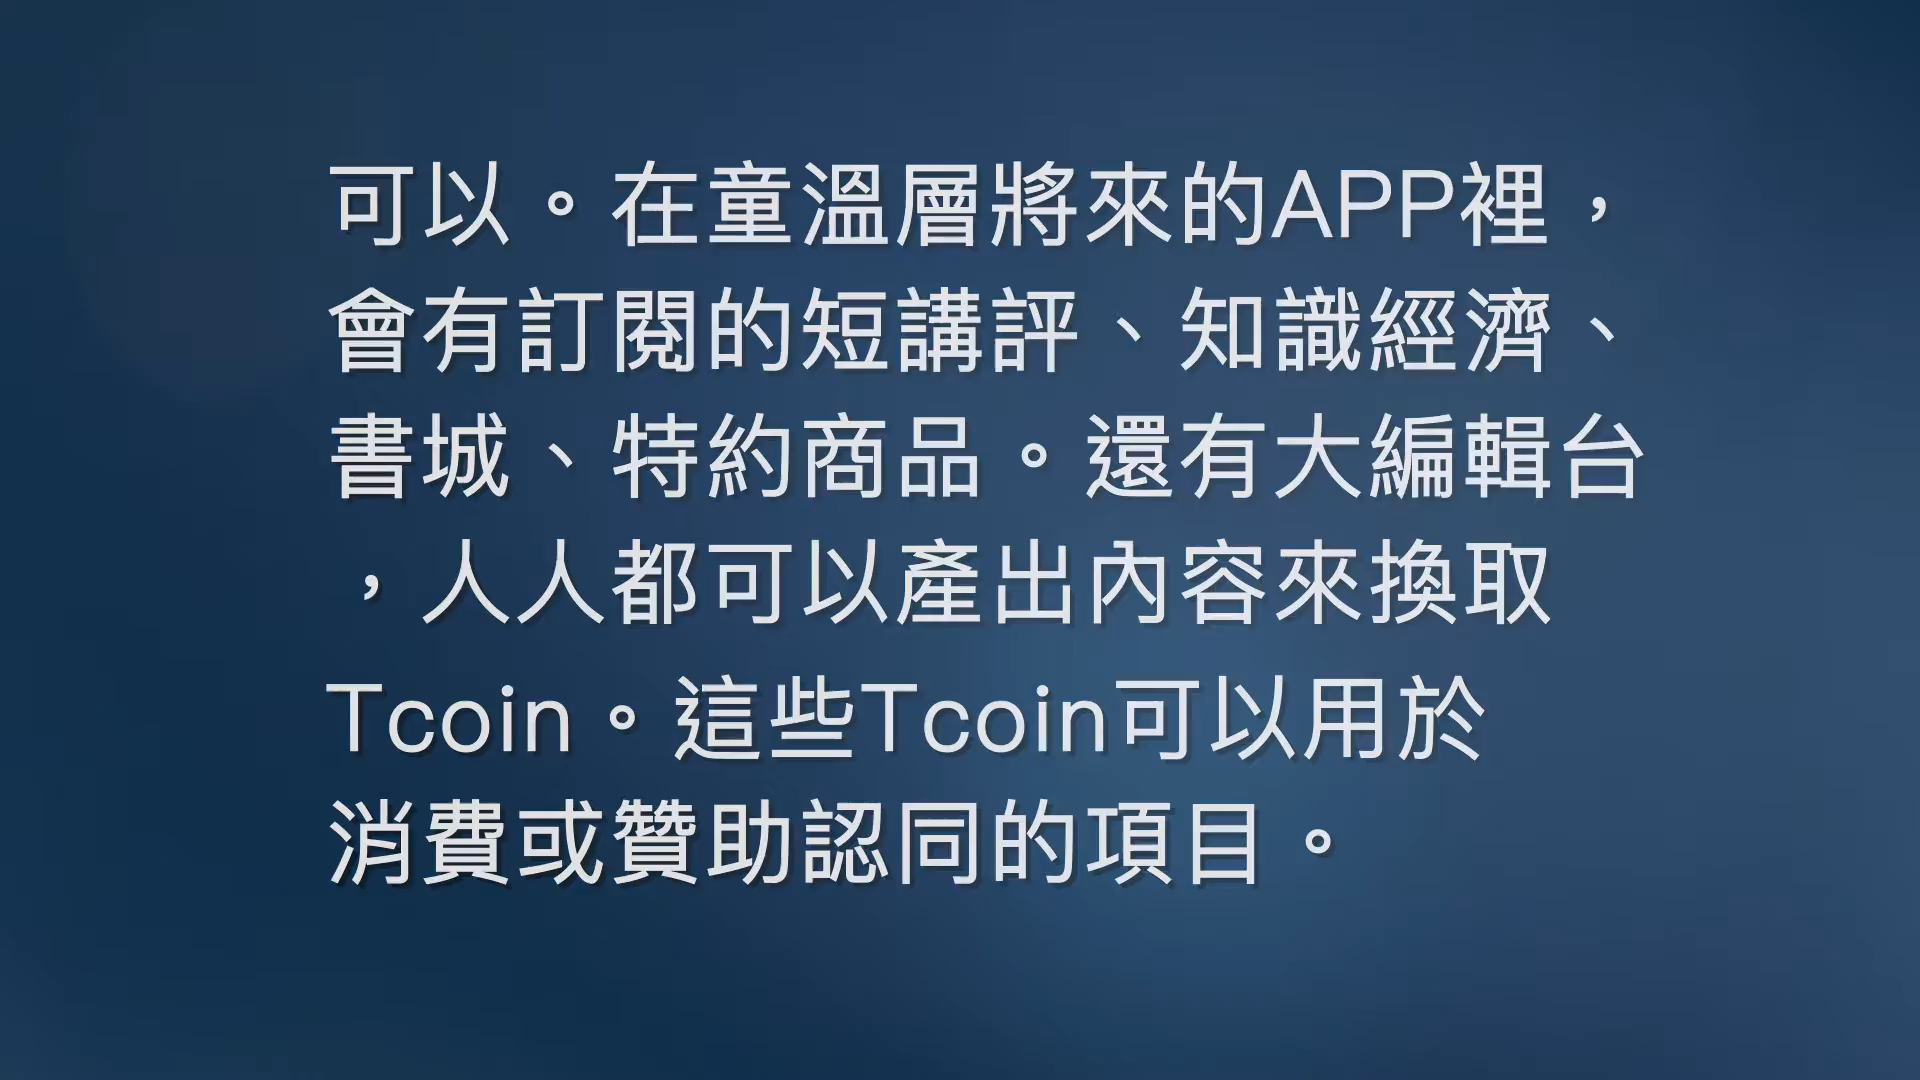 可以。在童溫層將來的APP裡，
會有訂閱的短講評、知識經濟、
書城、特約商品。還有大編輯台
，人人都可以產出內容來換取
Tcoin。這些Tcoin可以用於
消費或贊助認同的項目。